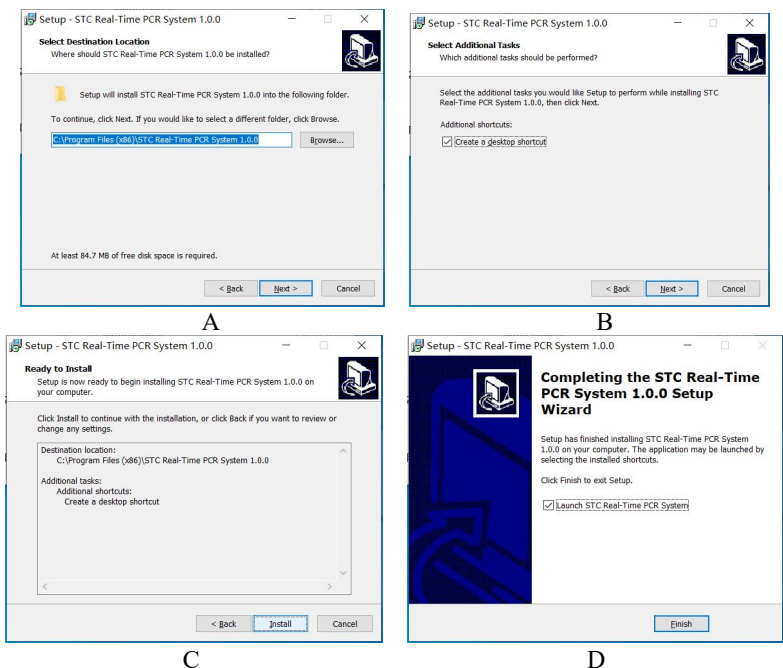 Setup - STC Real-Time PCR System 1.0.0
Select Destination Location
Where should STC Real-Time PCR System 1.0.0 be installed?
Setup will install STC Real-Time PCR System 1.0.0 into the following folder.
To continue, click Next. If you would like to select a different folder, click Browse.
C:\Program Files (x86)\STC Real-Time PCR System 1.0.0
Browse...
At least 84.7 MB of free disk space is required.
< Back
Next >
Cancel
A
Setup - STC Real-Time PCR System 1.0.0
Select Additional Tasks
Which additional tasks should be performed?
Select the additional tasks you would like Setup to perform while installing STC
Real-Time PCR System 1.0.0, then click Next.
Additional shortcuts:
Create a desktop shortcut
< Back
Next >
Cancel
B
Setup - STC Real-Time PCR System 1.0.0
Ready to Install
Setup is now ready to begin installing STC Real-Time PCR System 1.0.0 on
your computer.
Click Install to continue with the installation, or click Back if you want to review or
change any settings.
Destination location:
C:\Program Files (x86)\STC Real-Time PCR System 1.0.0
Additional tasks:
Additional shortcuts:
Create a desktop shortcut
< Back
Install
Cancel
C
Setup - STC Real-Time PCR System 1.0.0
Completing the STC Real-Time
PCR System 1.0.0 Setup
Wizard
Setup has finished installing STC Real-Time PCR System
1.0.0 on your computer. The application may be launched by
selecting the installed shortcuts.
Click Finish to exit Setup.
Launch STC Real-Time PCR System
Finish
D